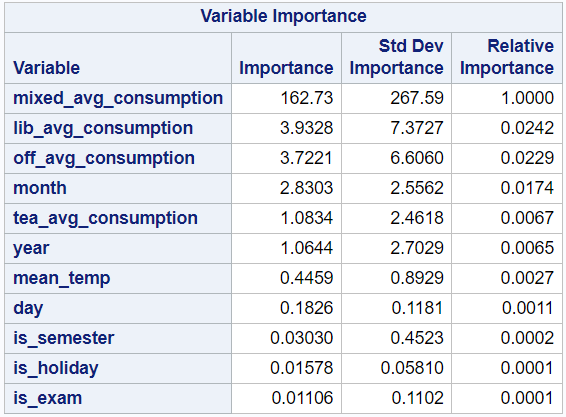 Variable Importance
Variable Importance Std Dev Importance Relative Importance
mixed_avg_consumption 162.73 267.59 1.0000
lib_avg_consumption 3.9328 7.3727 0.0242
off_avg_consumption 3.7221 6.6060 0.0229
month 2.8303 2.5562 0.0174
tea_avg_consumption 1.0834 2.4618 0.0067
year 1.0644 2.7029 0.0065
mean_temp 0.4459 0.8929 0.0027
day 0.1826 0.1181 0.0011
is_semester 0.03030 0.4523 0.0002
is_holiday 0.01578 0.05810 0.0001
is_exam 0.01106 0.1102 0.0001